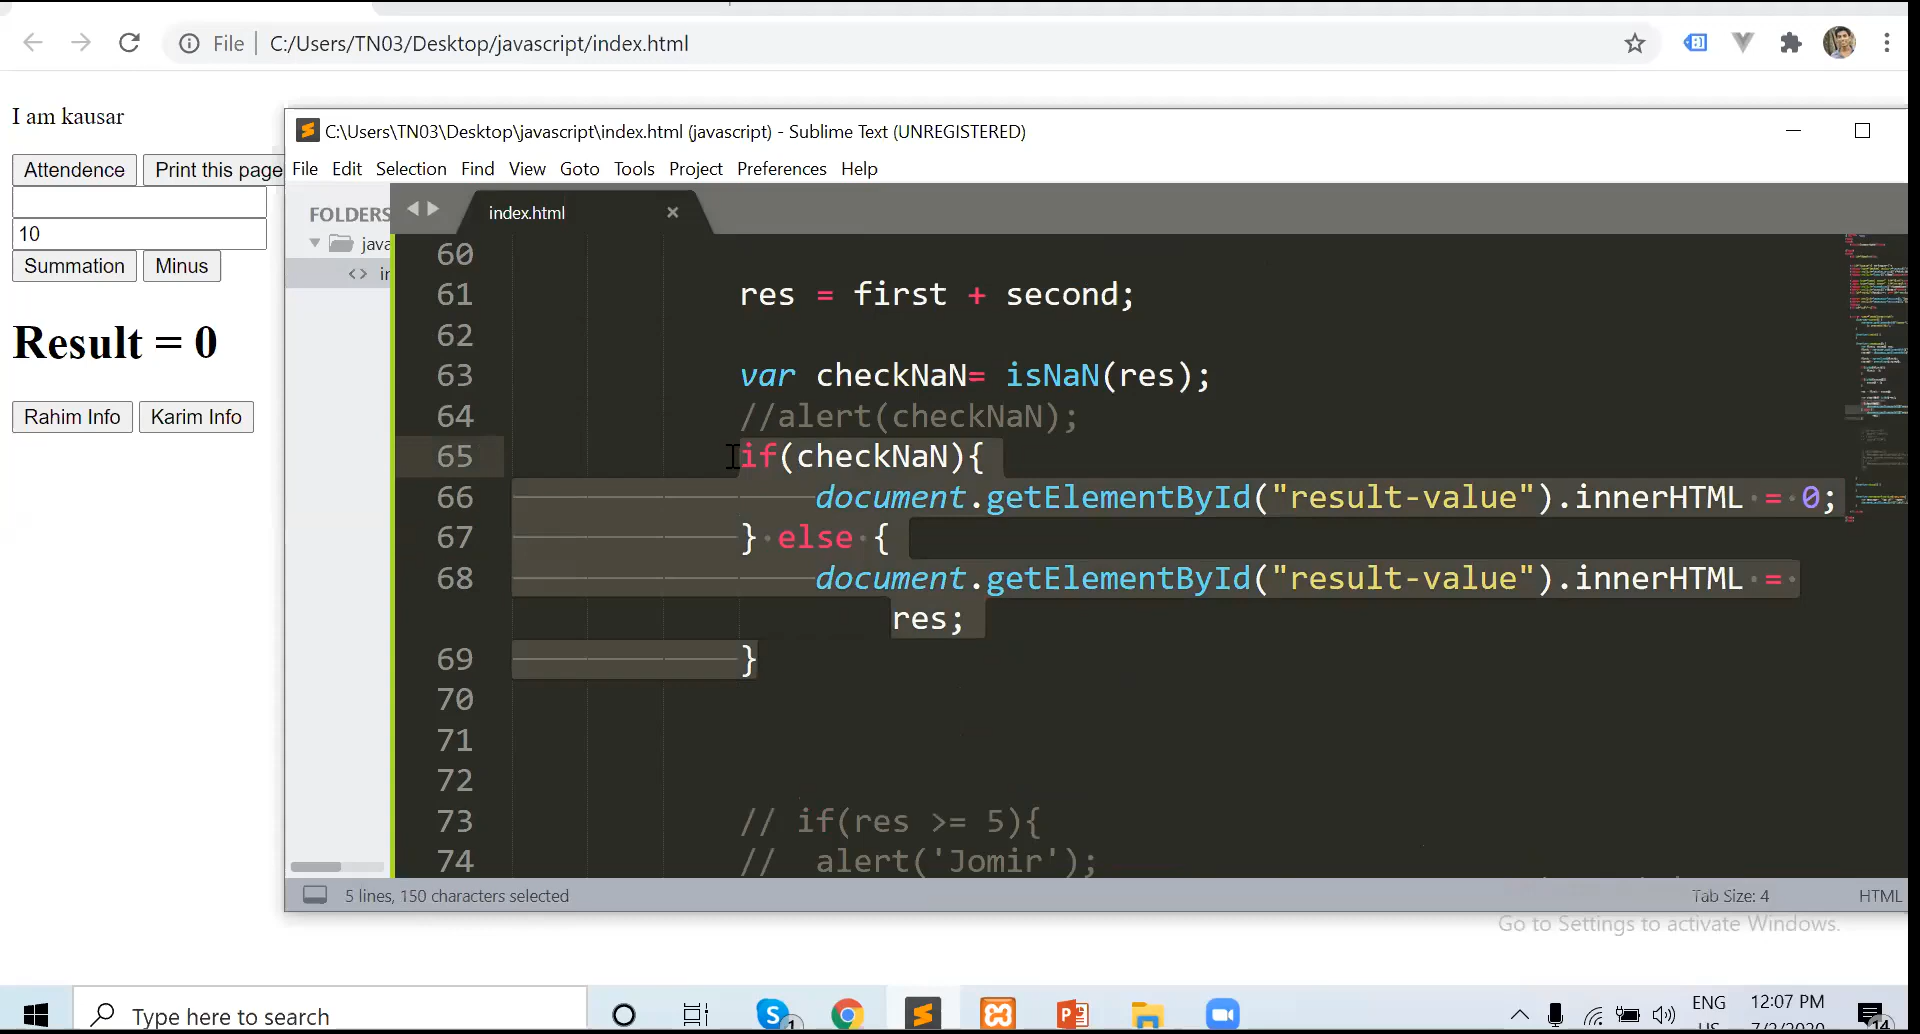 File C:/Users/TN03/Desktop/javascript/index.html
I am kausar
Attendence Print this page
10
Summation Minus
Result = 0
Rahim Info Karim Info
C:\Users\TN03\Desktop\javascript\index.html (javascript) - Sublime Text (UNREGISTERED)
File Edit Selection Find View Goto Tools Project Preferences Help
FOLDERS
java
in
index.html
60
61 res = first + second;
62
63 var checkNaN= isNaN(res);
64 //alert(checkNaN);
65 if(checkNaN){
66 document.getElementById("result-value").innerHTML = 0;
67 } else {
68 document.getElementById("result-value").innerHTML =
res;
69 }
70
71
72
73 // if(res >= 5){
74 // alert('Jomir');
5 lines, 150 characters selected
Tab Size: 4 HTML
Go to Settings to activate Windows.
Type here to search
ENG 12:07 PM